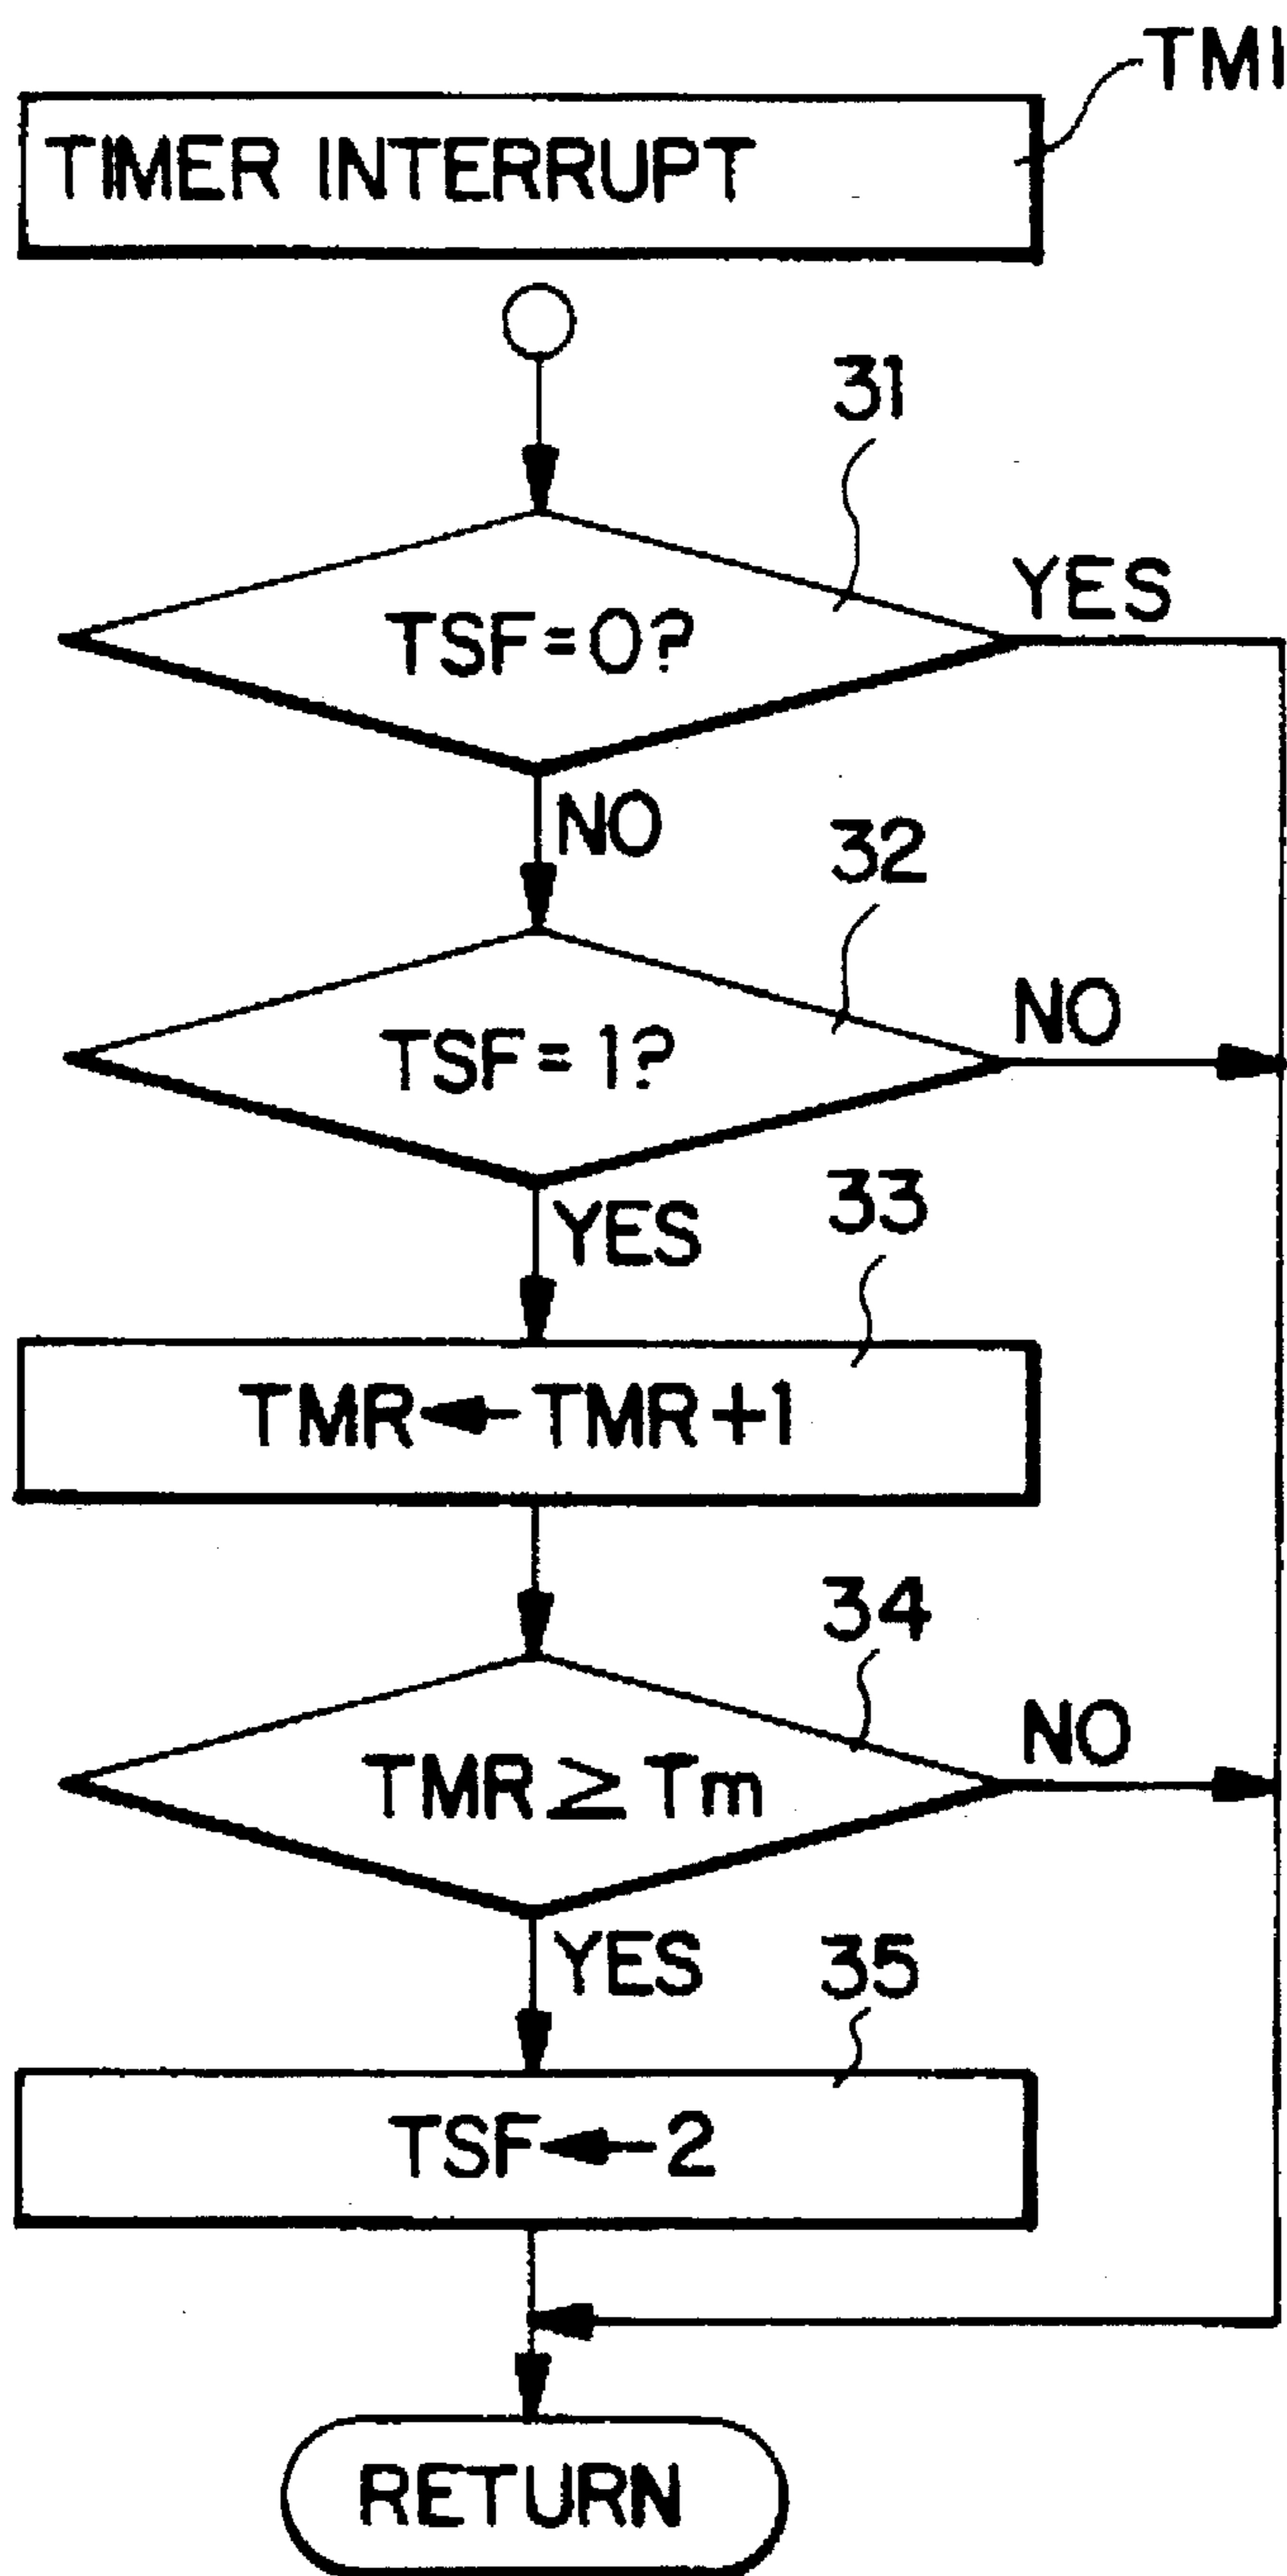 TMI
TIMER INTERRUPT
31
TSF=0?
YES
NO
32
TSF=1?
NO
YES
33
TMR←TMR+1
34
TMR≥Tm
NO
YES
35
TSF←2
RETURN